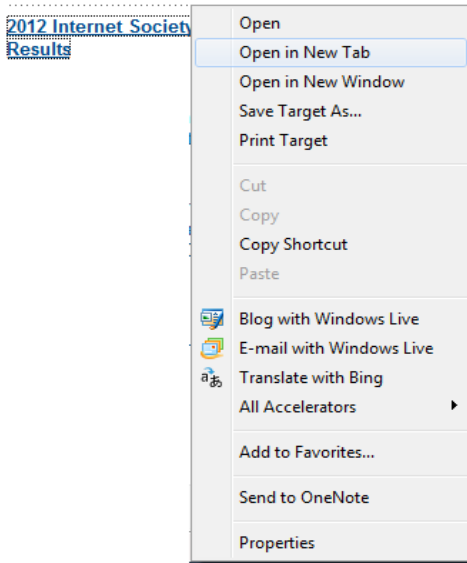 2012 Internet Society
Results
Open
Open in New Tab
Open in New Window
Save Target As...
Print Target
Cut
Copy
Copy Shortcut
Paste
Blog with Windows Live
E-mail with Windows Live
Translate with Bing
All Accelerators
Add to Favorites...
Send to OneNote
Properties